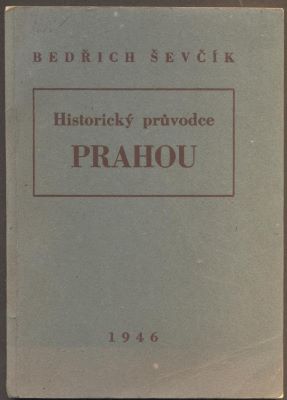 BEDŘICH ŠEVČÍK
Historický průvodce
PRAHOU
1946